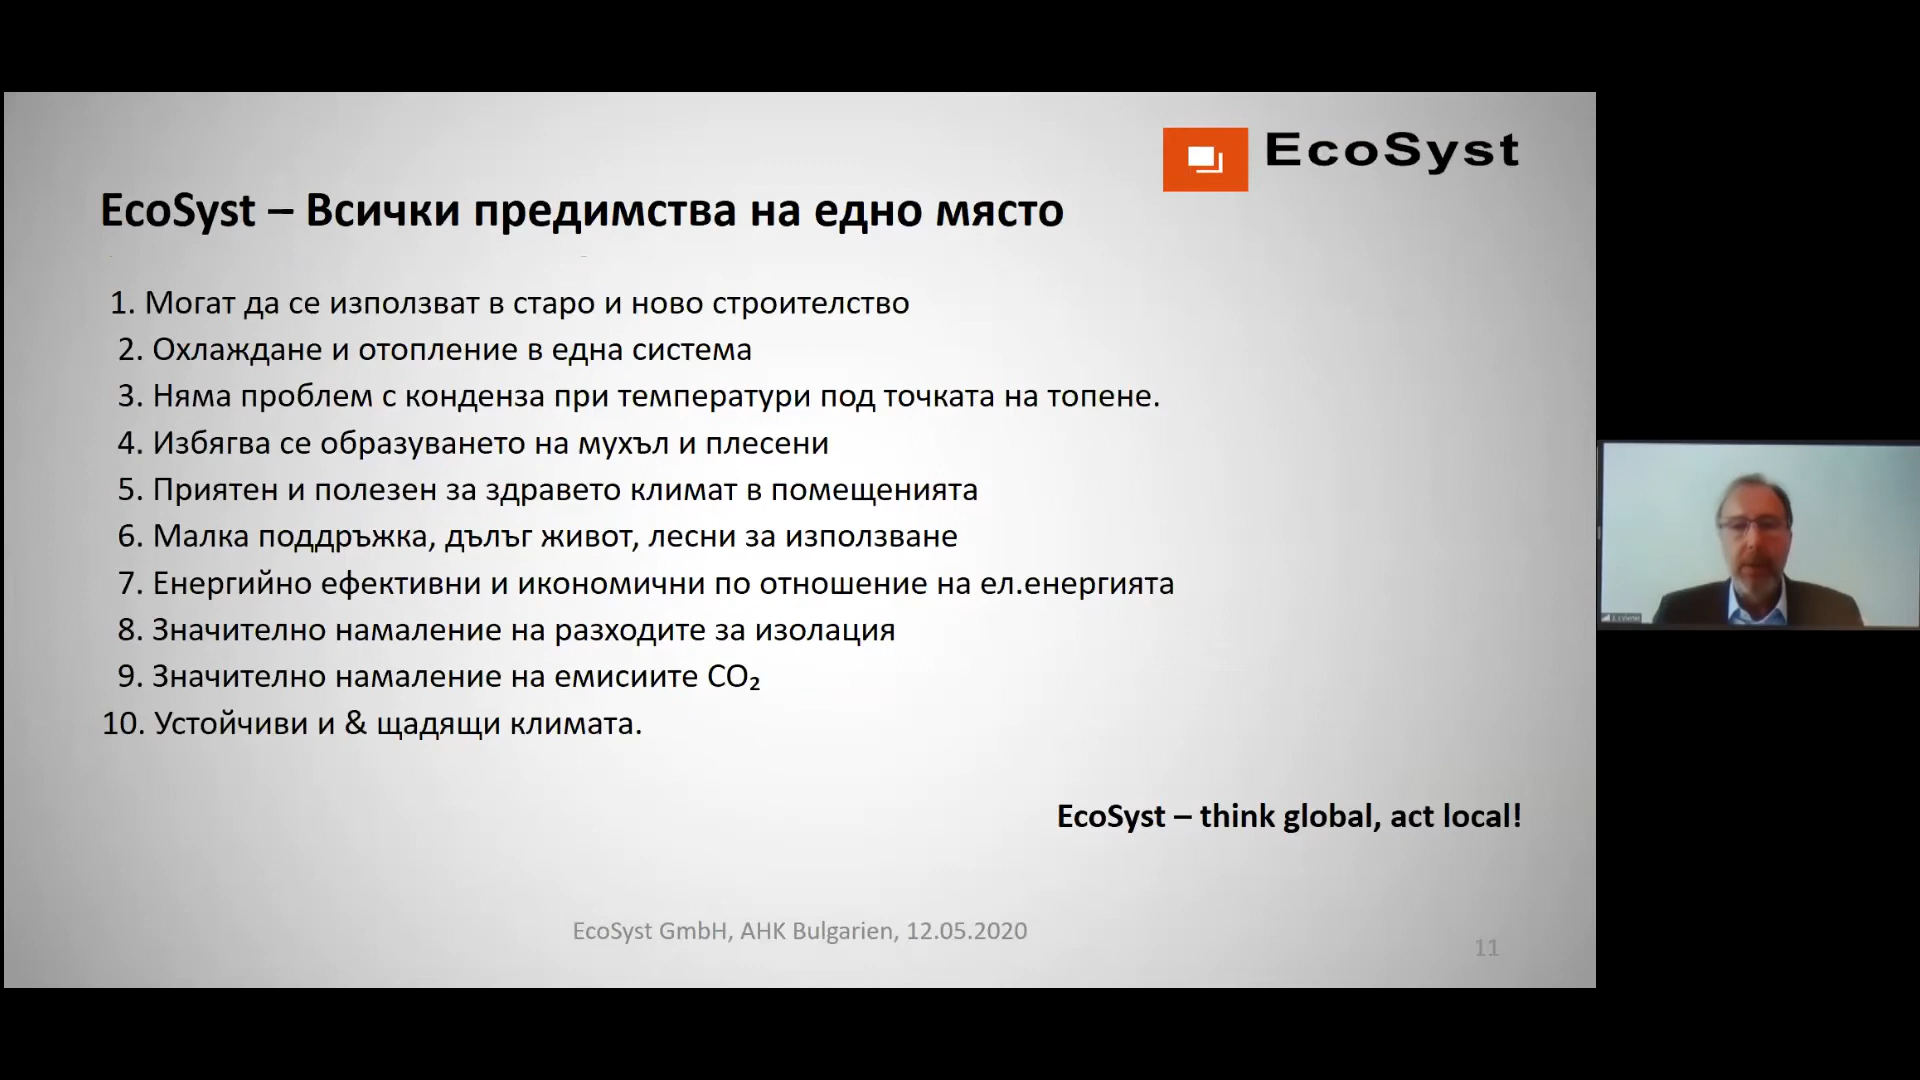 EcoSyst
EcoSyst – Всички предимства на едно място
1. Могат да се използват в старо и ново строителство
2. Охлаждане и отопление в една система
3. Няма проблем с конденза при температури под точката на топене.
4. Избягва се образуването на мухъл и плесени
5. Приятен и полезен за здравето климат в помещенията
6. Малка поддръжка, дълъг живот, лесни за използване
7. Енергийно ефективни и икономични по отношение на ел.енергията
8. Значително намаление на разходите за изолация
9. Значително намаление на емисиите CO₂
10. Устойчиви и & щадящи климата.
EcoSyst – think global, act local!
EcoSyst GmbH, AHK Bulgarien, 12.05.2020
11